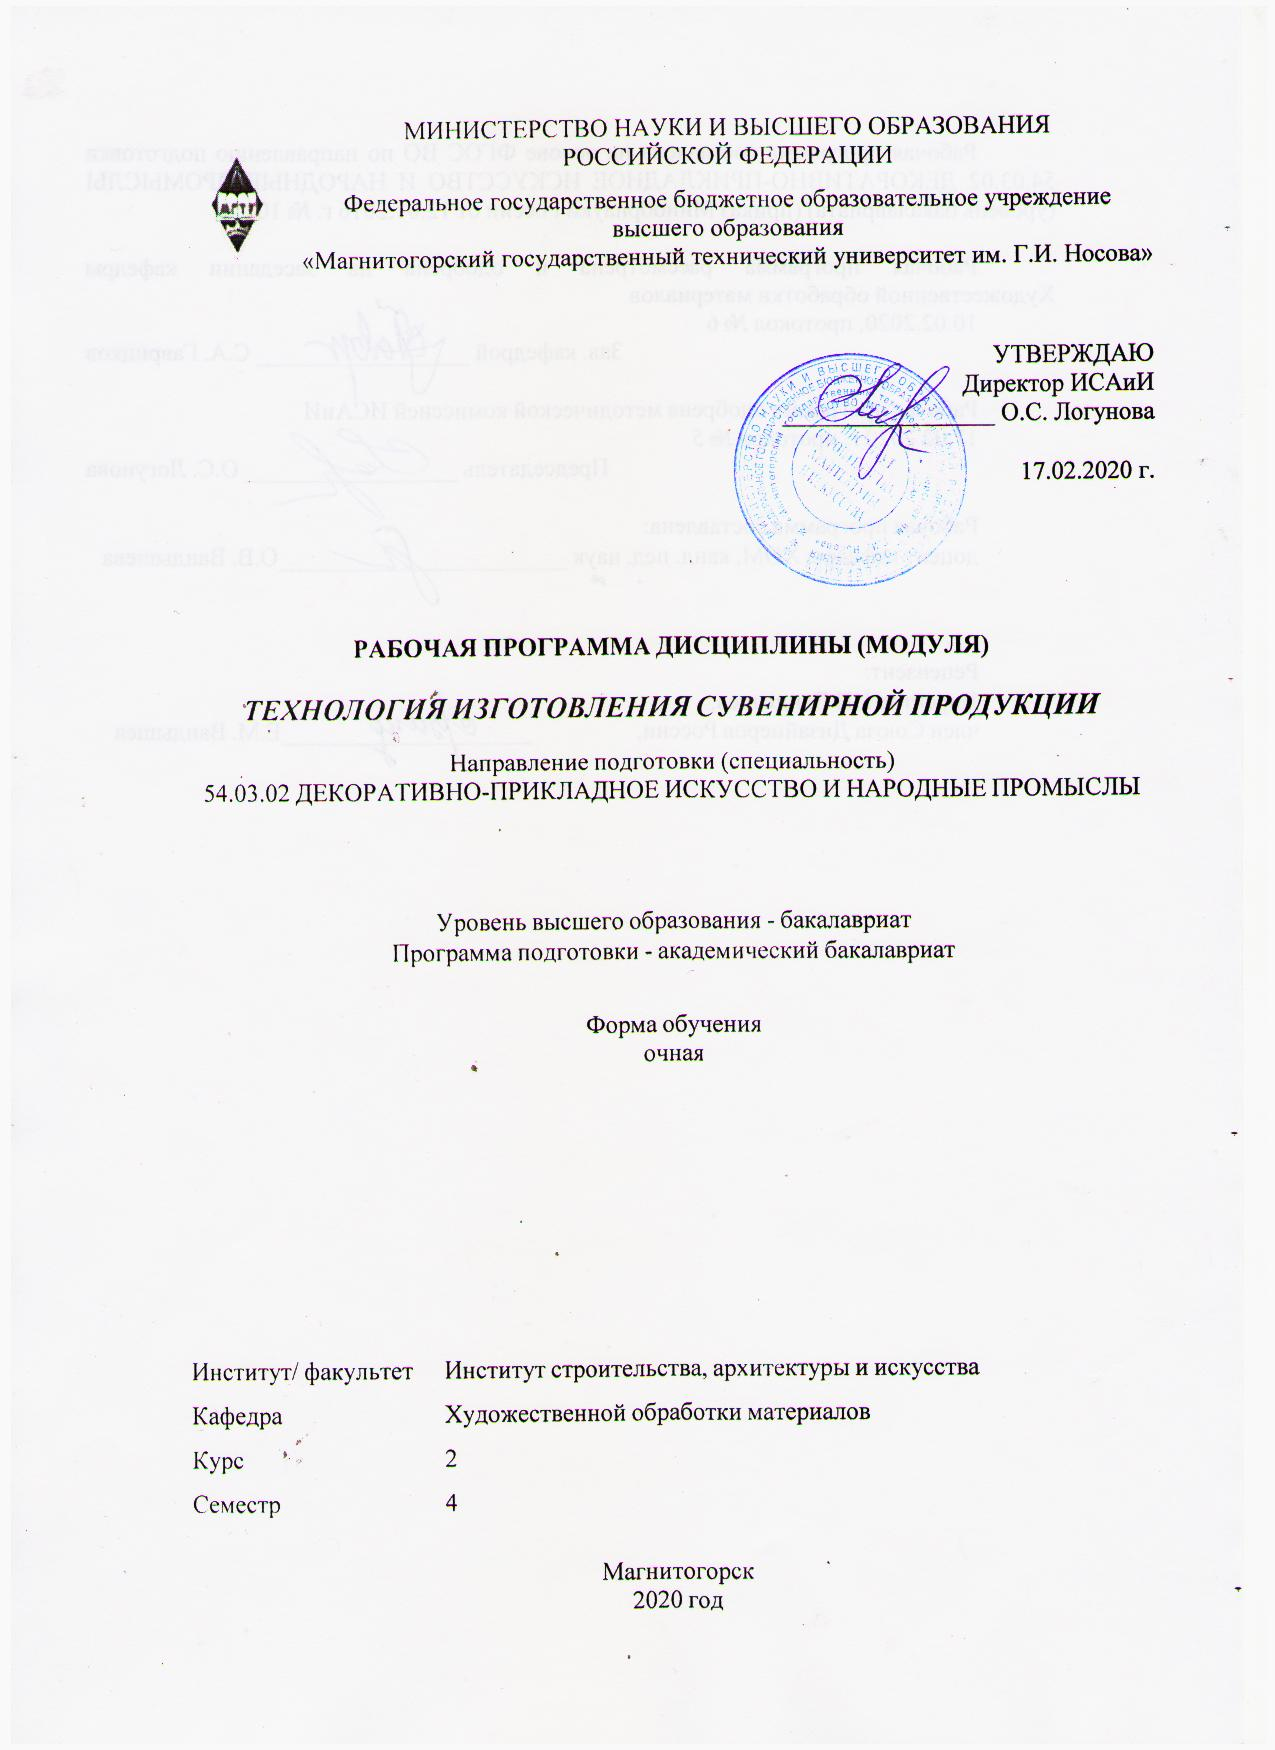 МИНИСТЕРСТВО НАУКИ И ВЫСШЕГО ОБРАЗОВАНИЯ
РОССИЙСКОЙ ФЕДЕРАЦИИ
Федеральное государственное бюджетное образовательное учреждение
высшего образования
«Магнитогорский государственный технический университет им. Г.И. Носова»
УТВЕРЖДАЮ
Директор ИСАиИ
О.С. Логунова
17.02.2020 г.
РАБОЧАЯ ПРОГРАММА ДИСЦИПЛИНЫ (МОДУЛЯ)
ТЕХНОЛОГИЯ ИЗГОТОВЛЕНИЯ СУВЕНИРНОЙ ПРОДУКЦИИ
Направление подготовки (специальность)
54.03.02 ДЕКОРАТИВНО-ПРИКЛАДНОЕ ИСКУССТВО И НАРОДНЫЕ ПРОМЫСЛЫ
Уровень высшего образования - бакалавриат
Программа подготовки - академический бакалавриат
Форма обучения
очная
Институт/ факультет Институт строительства, архитектуры и искусства
Кафедра Художественной обработки материалов
Курс 2
Семестр 4
Магнитогорск
2020 год